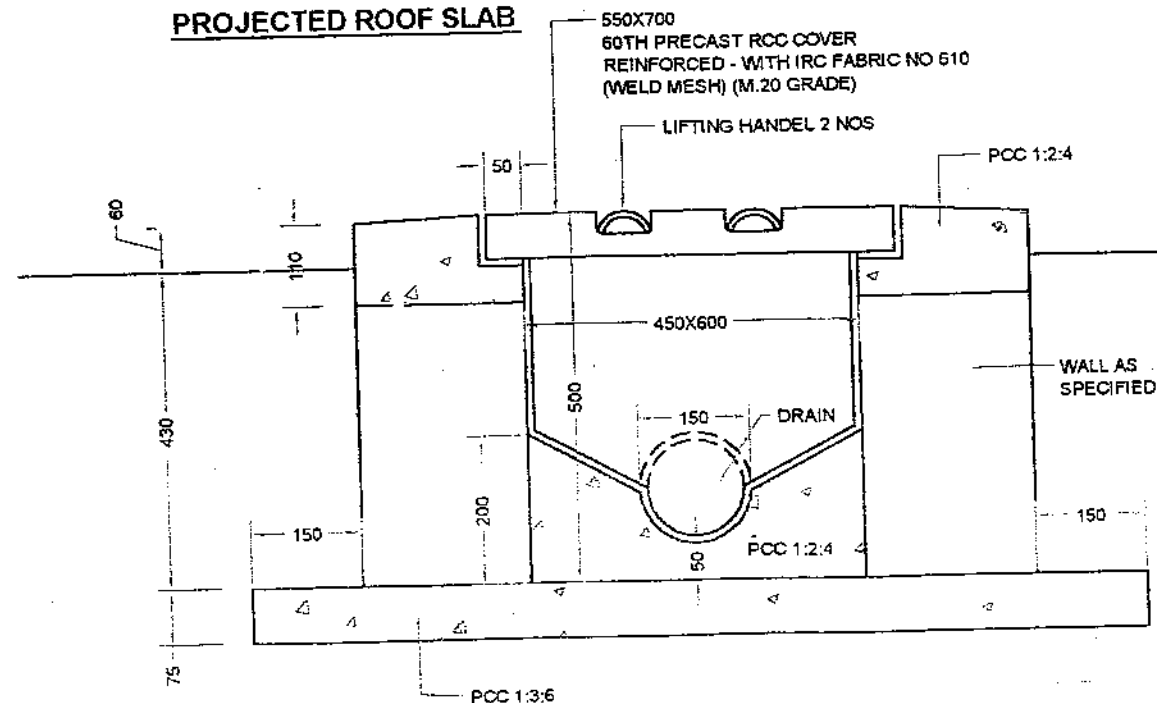 PROJECTED ROOF SLAB
550X700
60TH PRECAST RCC COVER
REINFORCED - WITH IRC FABRIC NO 610
(WELD MESH) (M.20 GRADE)
LIFTING HANDEL 2 NOS
PCC 1:2:4
50
60
110
450X600
WALL AS
SPECIFIED
500
150
DRAIN
430
200
150
150
PCC 1:2:4
50
75
PCC 1:3:6